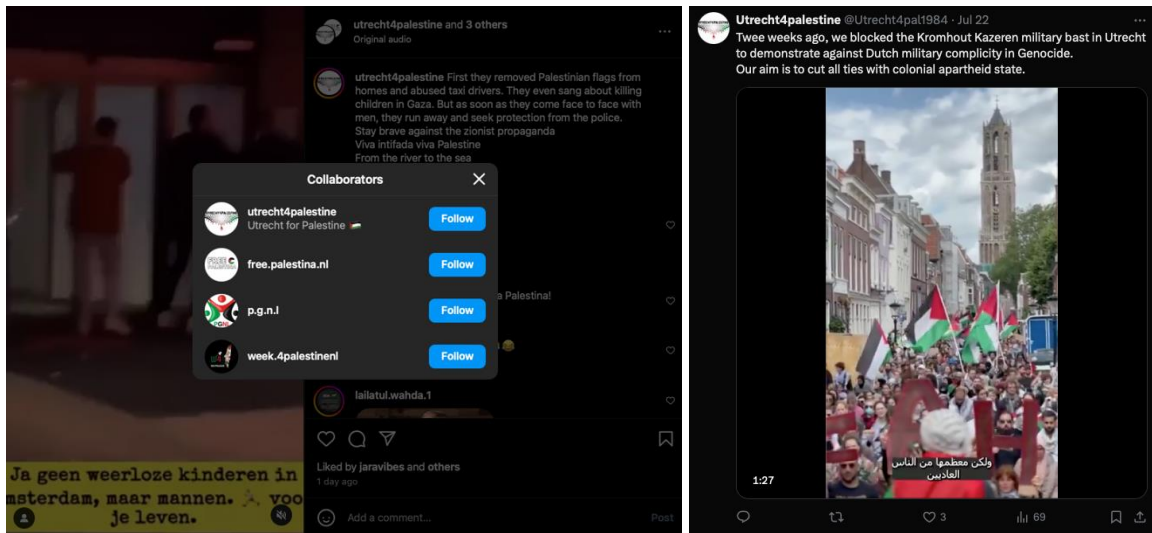 utrecht4palestine and 3 others
Original audio
utrecht4palestine First they removed Palestinian flags from
homes and abused taxi drivers. They even sang about killing
children in Gaza. But as soon as they come face to face with
men, they run away and seek protection from the police.
Stay brave against the zionist propaganda
Viva intifada viva Palestine
From the river to the sea
Collaborators
utrecht4palestine
Utrecht for Palestine
Follow
free.palestina.nl
Follow
p.g.n.l
Follow
week.4palestinenl
Follow
a Palestina!
lailatul.wahda.1
Liked by jaravibes and others
1 day ago
Add a comment...
Post
Ja geen weerloze kinderen in
msterdam, maar mannen. voo
je leven.
Utrecht4palestine @Utrecht4pal1984 · Jul 22
Twee weeks ago, we blocked the Kromhout Kazeren military bast in Utrecht
to demonstrate against Dutch military complicity in Genocide.
Our aim is to cut all ties with colonial apartheid state.
ولكن معظمها من الناس
العاديين
1:27
3
69